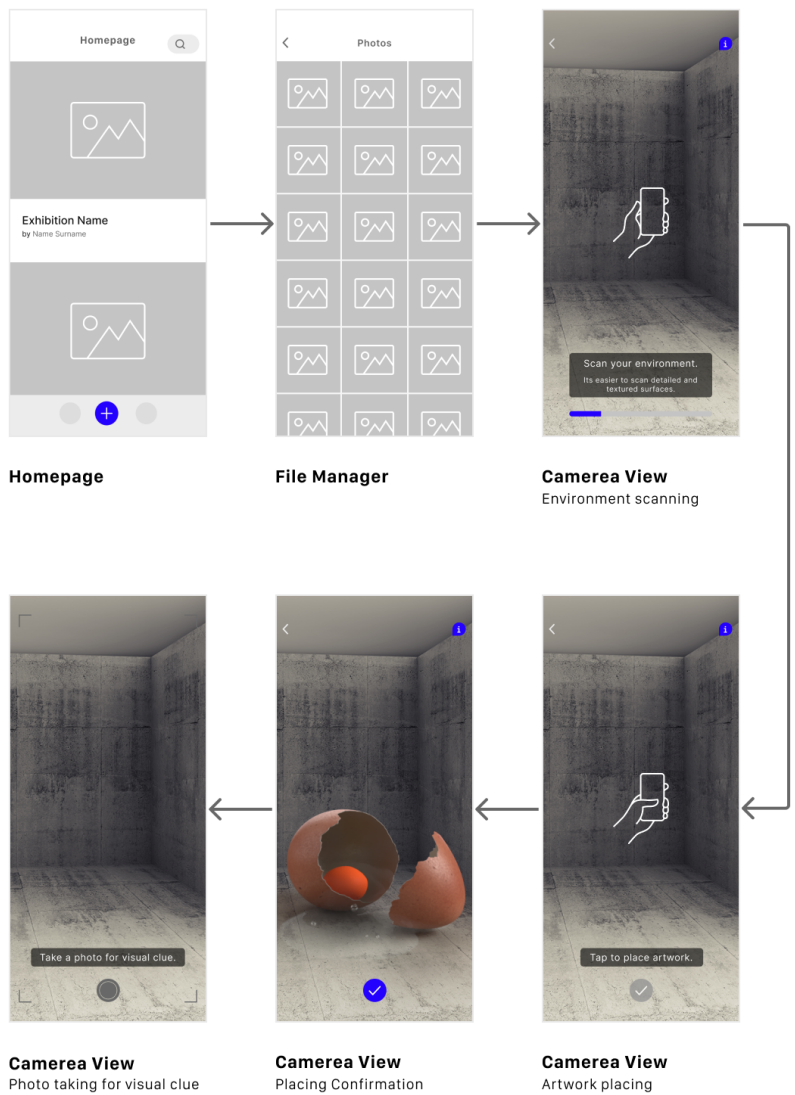 Homepage
Photos
i
Exhibition Name
by Name Surname
Scan your environment.
Its easier to scan detailed and
textured surfaces.
Homepage
File Manager
Camerea View
Environment scanning
i
i
Take a photo for visual clue.
Tap to place artwork.
Camerea View
Photo taking for visual clue
Camerea View
Placing Confirmation
Camerea View
Artwork placing